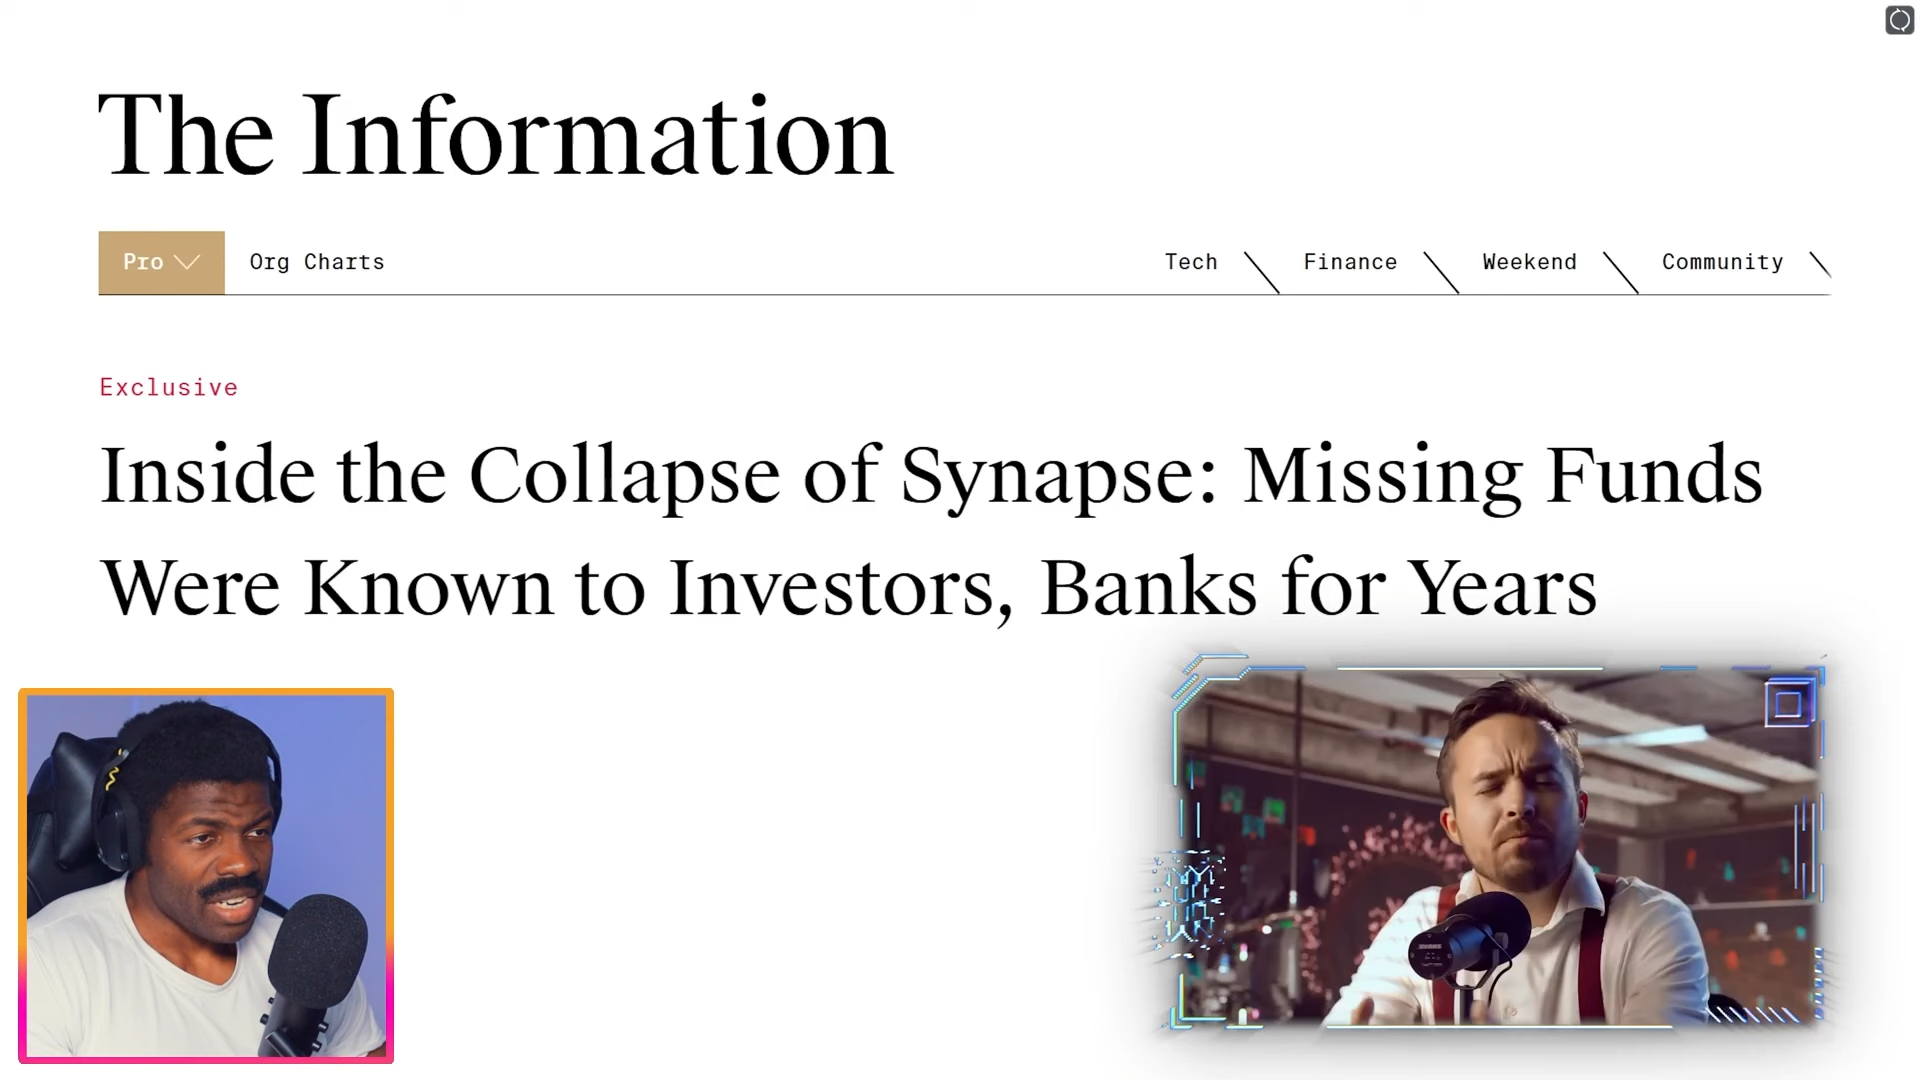 The Information
Pro
Org Charts
Tech
Finance
Weekend
Community
Exclusive
Inside the Collapse of Synapse: Missing Funds
Were Known to Investors, Banks for Years